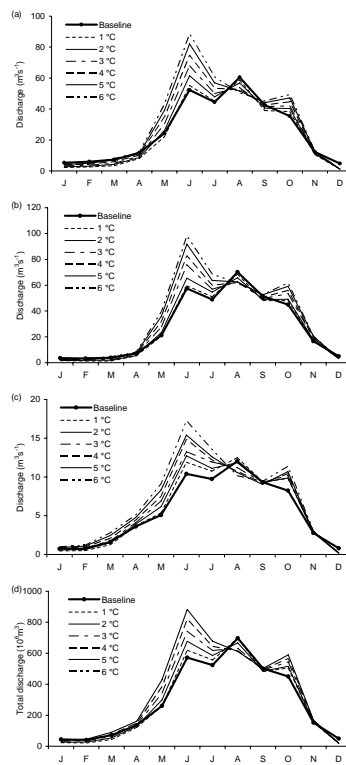 (a)
100
80
60
40
20
0
Discharge (m³s⁻¹)
Baseline
1 °C
2 °C
3 °C
4 °C
5 °C
6 °C
J F M A M J J A S O N D
(b)
120
100
80
60
40
20
0
Discharge (m³s⁻¹)
Baseline
1 °C
2 °C
3 °C
4 °C
5 °C
6 °C
J F M A M J J A S O N D
(c)
20
15
10
5
0
Discharge (m³s⁻¹)
Baseline
1 °C
2 °C
3 °C
4 °C
5 °C
6 °C
J F M A M J J A S O N D
(d)
1000
800
600
400
200
0
Total discharge (10⁶m³)
Baseline
1 °C
2 °C
3 °C
4 °C
5 °C
6 °C
J F M A M J J A S O N D